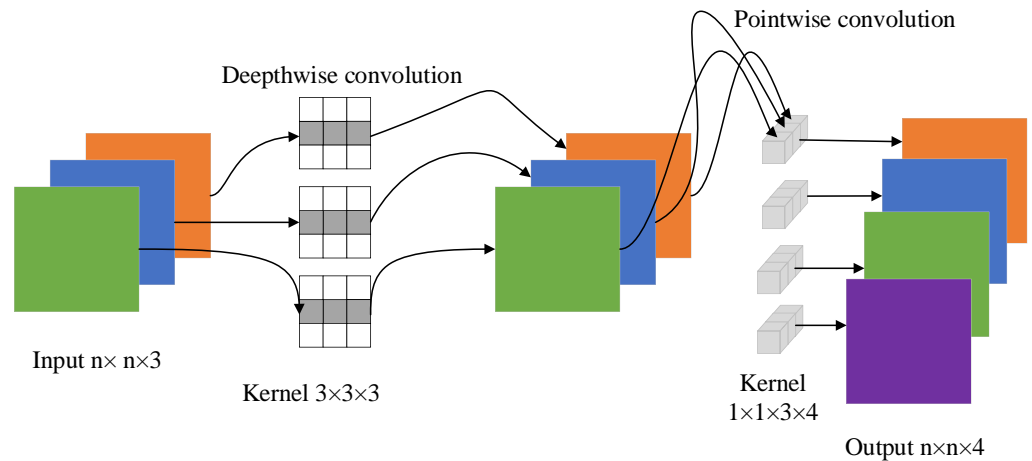 Pointwise convolution
Deepthwise convolution
Input n× n×3
Kernel 3×3×3
Kernel
1×1×3×4
Output n×n×4